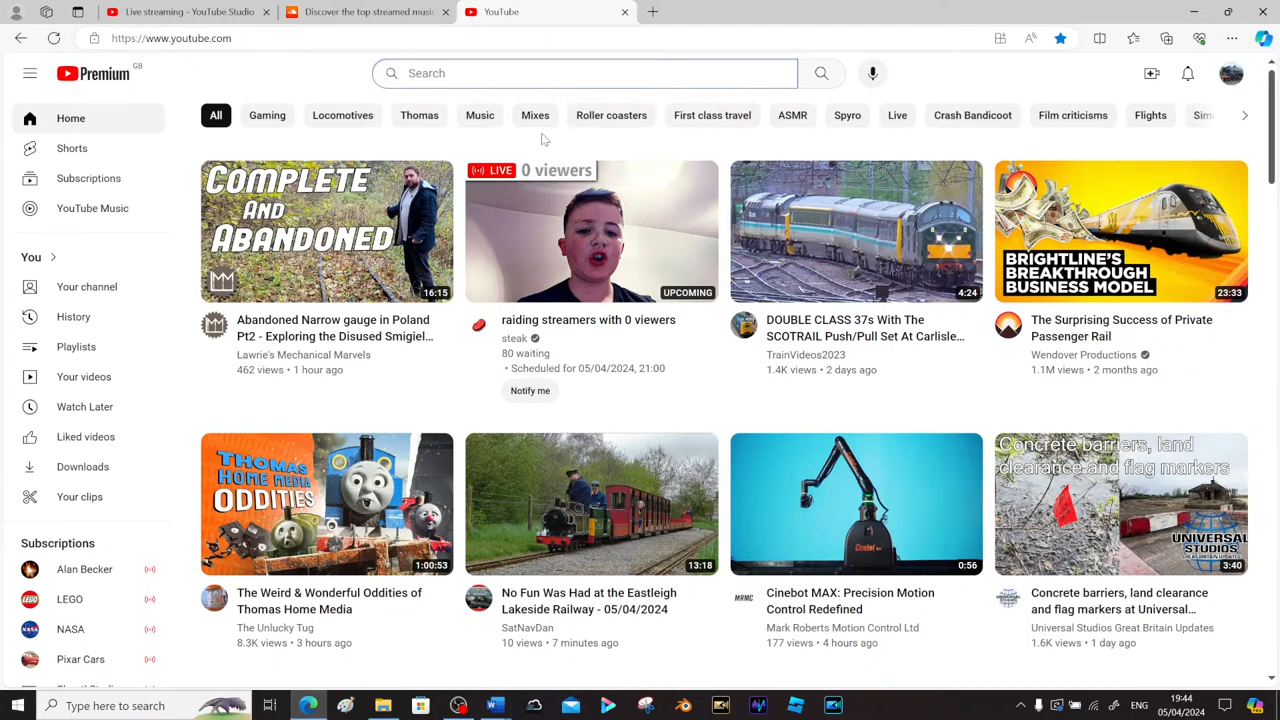 Live streaming - YouTube Studio
Discover the top streamed music
YouTube
https://www.youtube.com
Premium GB
Search
All
Gaming
Locomotives
Thomas
Music
Mixes
Roller coasters
First class travel
ASMR
Spyro
Live
Crash Bandicoot
Film criticisms
Flights
Home
Shorts
Subscriptions
YouTube Music
You
Your channel
History
Playlists
Your videos
Watch Later
Liked videos
Downloads
Your clips
Subscriptions
Alan Becker
LEGO
NASA
Pixar Cars
COMPLETE
AND
ABANDONED
16:15
Abandoned Narrow gauge in Poland
Pt2 - Exploring the Disused Smigiel…
Lawrie's Mechanical Marvels
462 views • 1 hour ago
LIVE 0 viewers
UPCOMING
raiding streamers with 0 viewers
steak
80 waiting
• Scheduled for 05/04/2024, 21:00
Notify me
4:24
DOUBLE CLASS 37s With The
SCOTRAIL Push/Pull Set At Carlisle…
TrainVideos2023
1.4K views • 2 days ago
BRIGHTLINE'S
BREAKTHROUGH
BUSINESS MODEL
23:33
The Surprising Success of Private
Passenger Rail
Wendover Productions
1.1M views • 2 months ago
THOMAS
HOME MEDIA
ODDITIES
1:00:53
The Weird & Wonderful Oddities of
Thomas Home Media
The Unlucky Tug
8.3K views • 3 hours ago
13:18
No Fun Was Had at the Eastleigh
Lakeside Railway - 05/04/2024
SatNavDan
10 views • 7 minutes ago
Cinebot MAX
0:56
MRMC
Cinebot MAX: Precision Motion
Control Redefined
Mark Roberts Motion Control Ltd
177 views • 4 hours ago
Concrete barriers, land
clearance and flag markers
UNIVERSAL
STUDIOS
GREAT BRITAIN UPDATES
3:40
Concrete barriers, land clearance
and flag markers at Universal…
Universal Studios Great Britain Updates
1.6K views • 1 day ago
Type here to search
ENG
19:44
05/04/2024